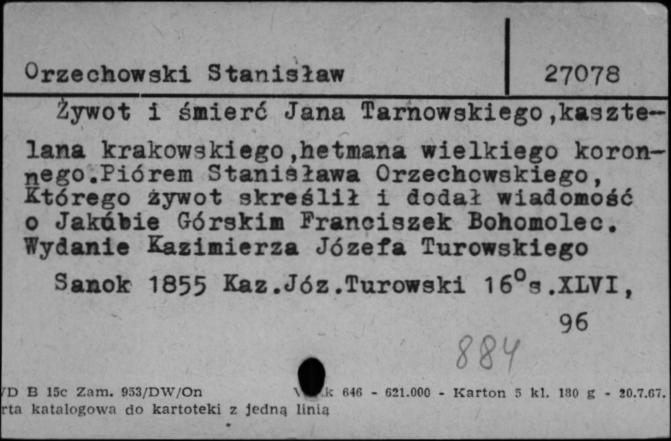 Orzechowski Stanisław 27078
Żywot i śmierć Jana Tarnowskiego,kaszte-
lana krakowskiego,hetmana wielkiego koron-
nego.Piórem Stanisława Orzechowskiego,
Którego żywot skreślił i dodał wiadomość
o Jakóbie Górskim Franciszek Bohomolec.
Wydanie Kazimierza Józefa Turowskiego
Sanok 1855 Kaz.Józ.Turowski 16°s.XLVI,
96
884
/D B 15c Zam. 953/DW/On k 646 - 621.000 - Karton 5 kl. 180 g - 20.7.67.
rta katalogowa do kartoteki z jedną linią